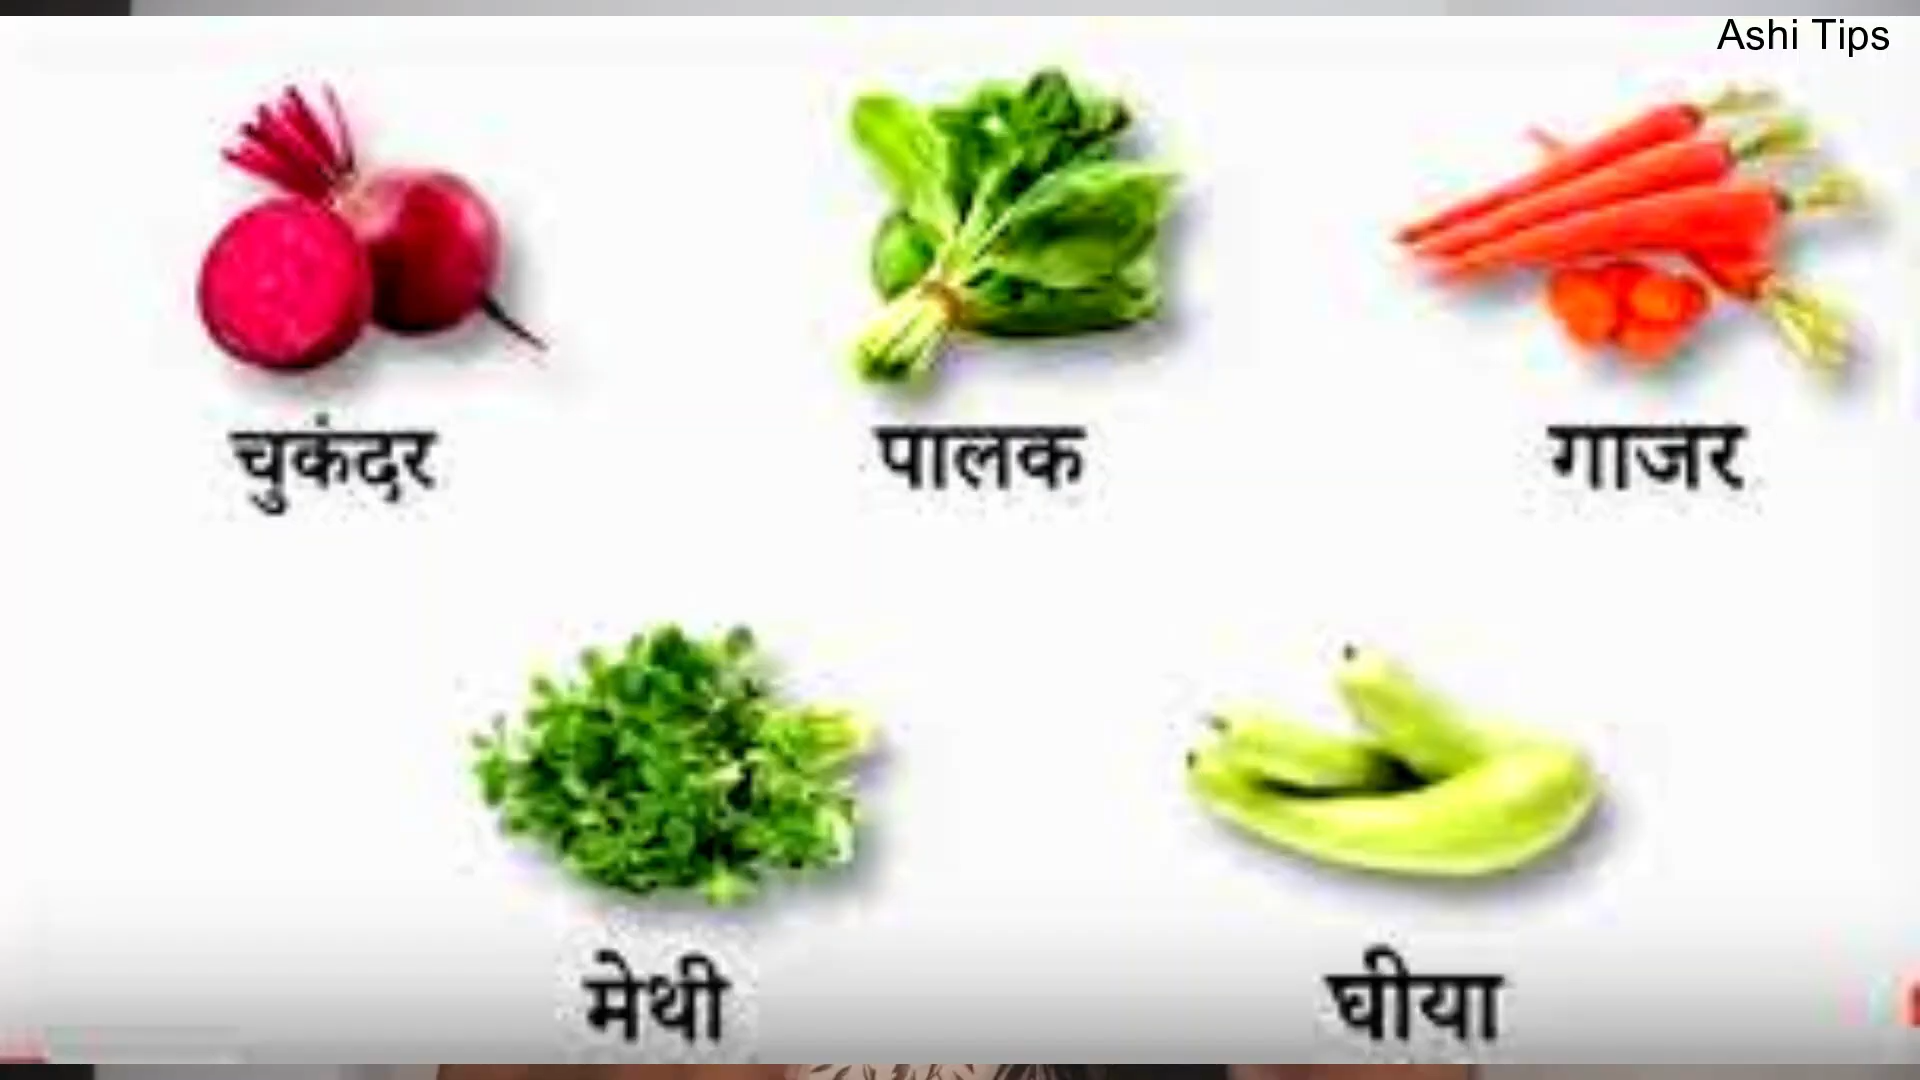 Ashi Tips
चुकंदर
पालक
गाजर
मेथी
घीया